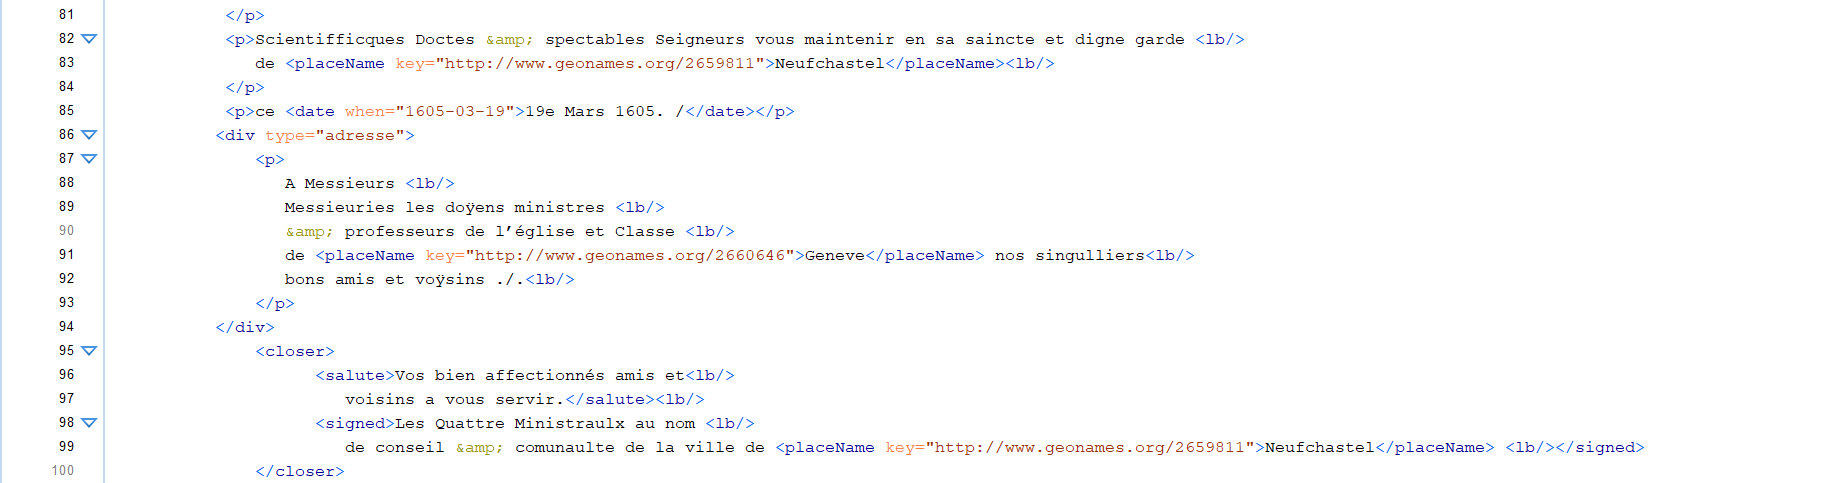 81 </p>
82 <p>Scientifficques Doctes &amp; spectables Seigneurs vous maintenir en sa saincte et digne garde <lb/>
83 de <placeName key="http://www.geonames.org/2659811">Neufchastel</placeName><lb/>
84 </p>
85 <p>ce <date when="1605-03-19">19e Mars 1605. /</date></p>
86 <div type="adresse">
87 <p>
88 A Messieurs <lb/>
89 Messieuries les doÿens ministres <lb/>
90 &amp; professeurs de l’église et Classe <lb/>
91 de <placeName key="http://www.geonames.org/2660646">Geneve</placeName> nos singulliers<lb/>
92 bons amis et voÿsins ./.<lb/>
93 </p>
94 </div>
95 <closer>
96 <salute>Vos bien affectionnés amis et<lb/>
97 voisins a vous servir.</salute><lb/>
98 <signed>Les Quattre Ministraulx au nom <lb/>
99 de conseil &amp; comunaulte de la ville de <placeName key="http://www.geonames.org/2659811">Neufchastel</placeName> <lb/></signed>
100 </closer>